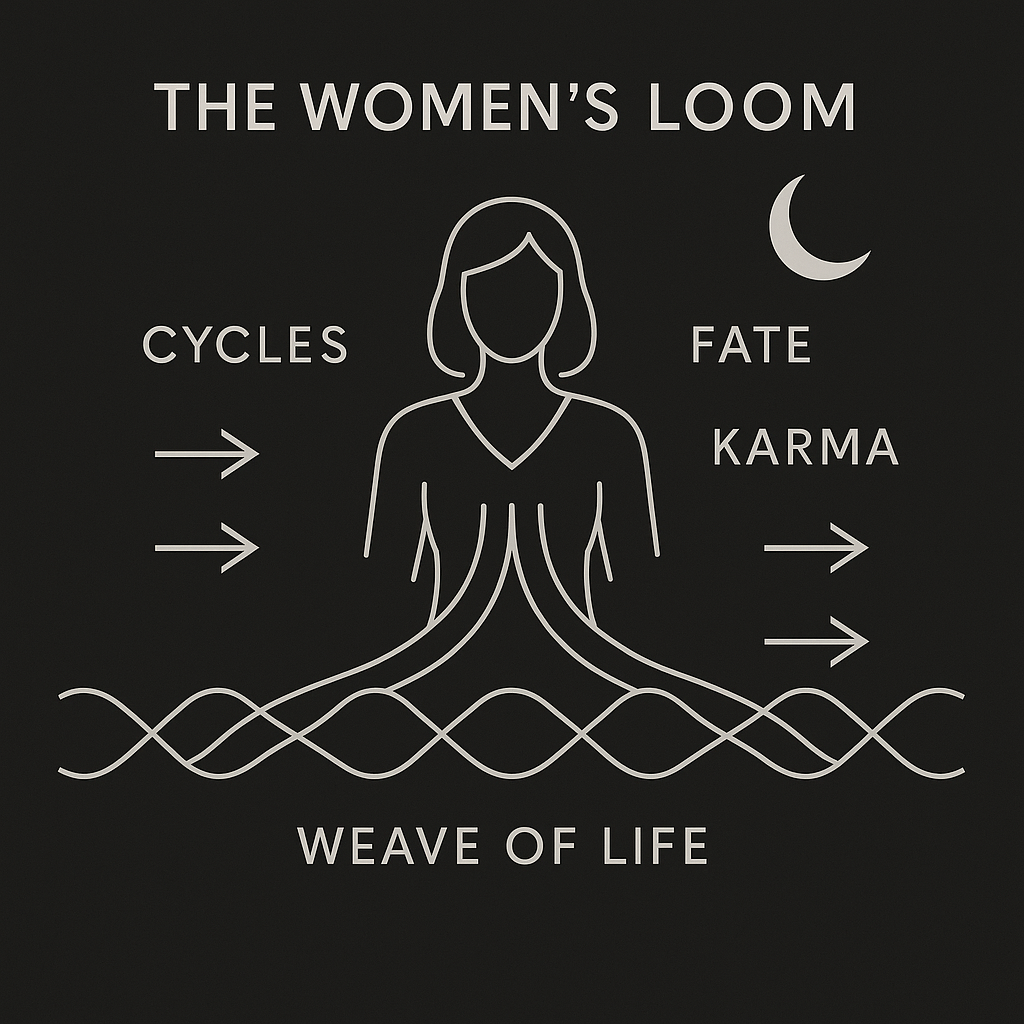 THE WOMEN’S LOOM
CYCLES
FATE
KARMA
WEAVE OF LIFE